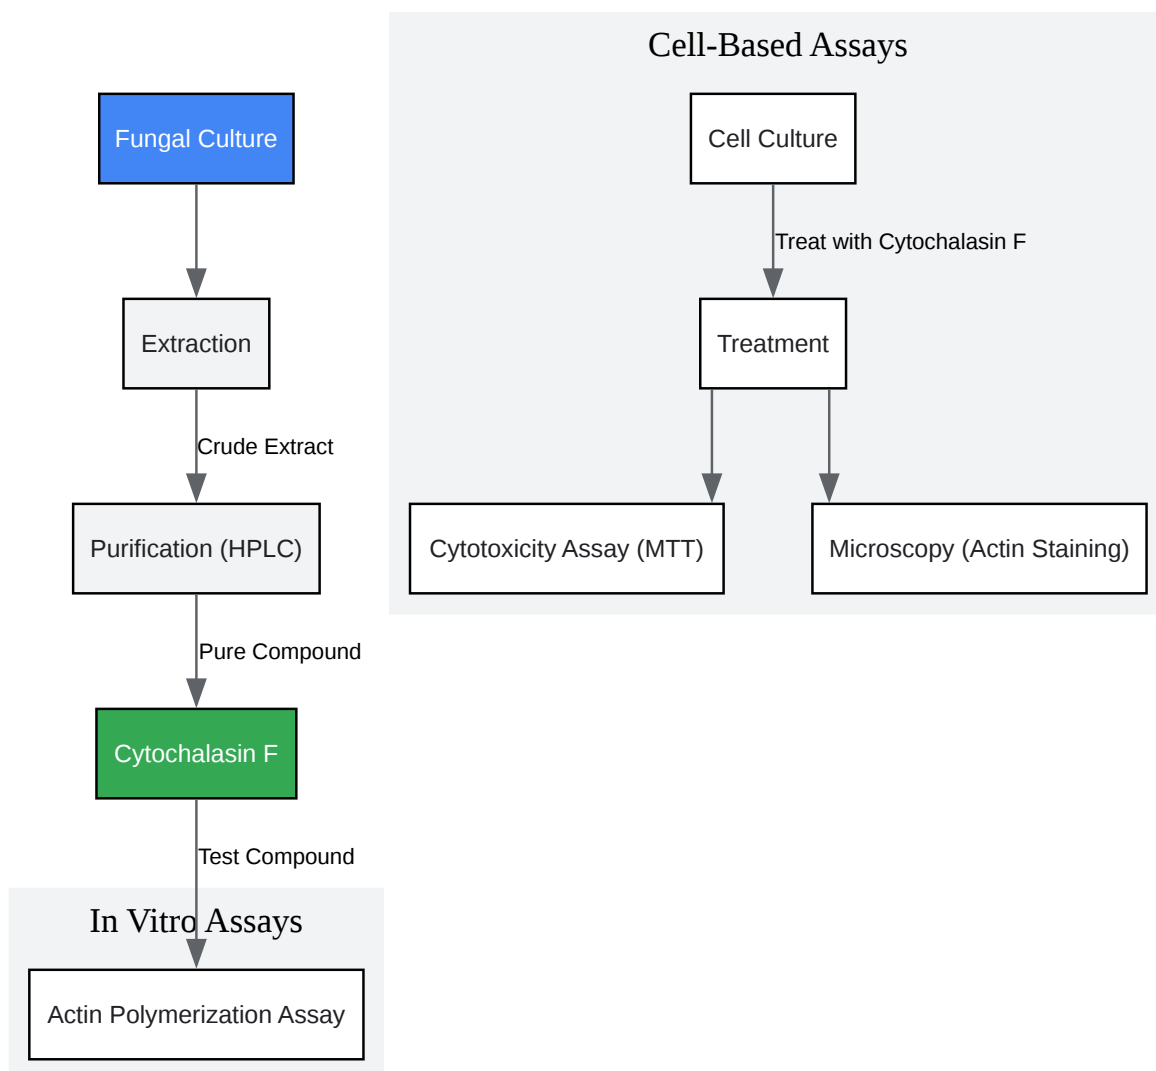 Cell-Based Assays
Fungal Culture
Cell Culture
Treat with Cytochalasin F
Extraction
Treatment
Crude Extract
Purification (HPLC)
Cytotoxicity Assay (MTT)
Microscopy (Actin Staining)
Pure Compound
Cytochalasin F
Test Compound
In Vitro Assays
Actin Polymerization Assay